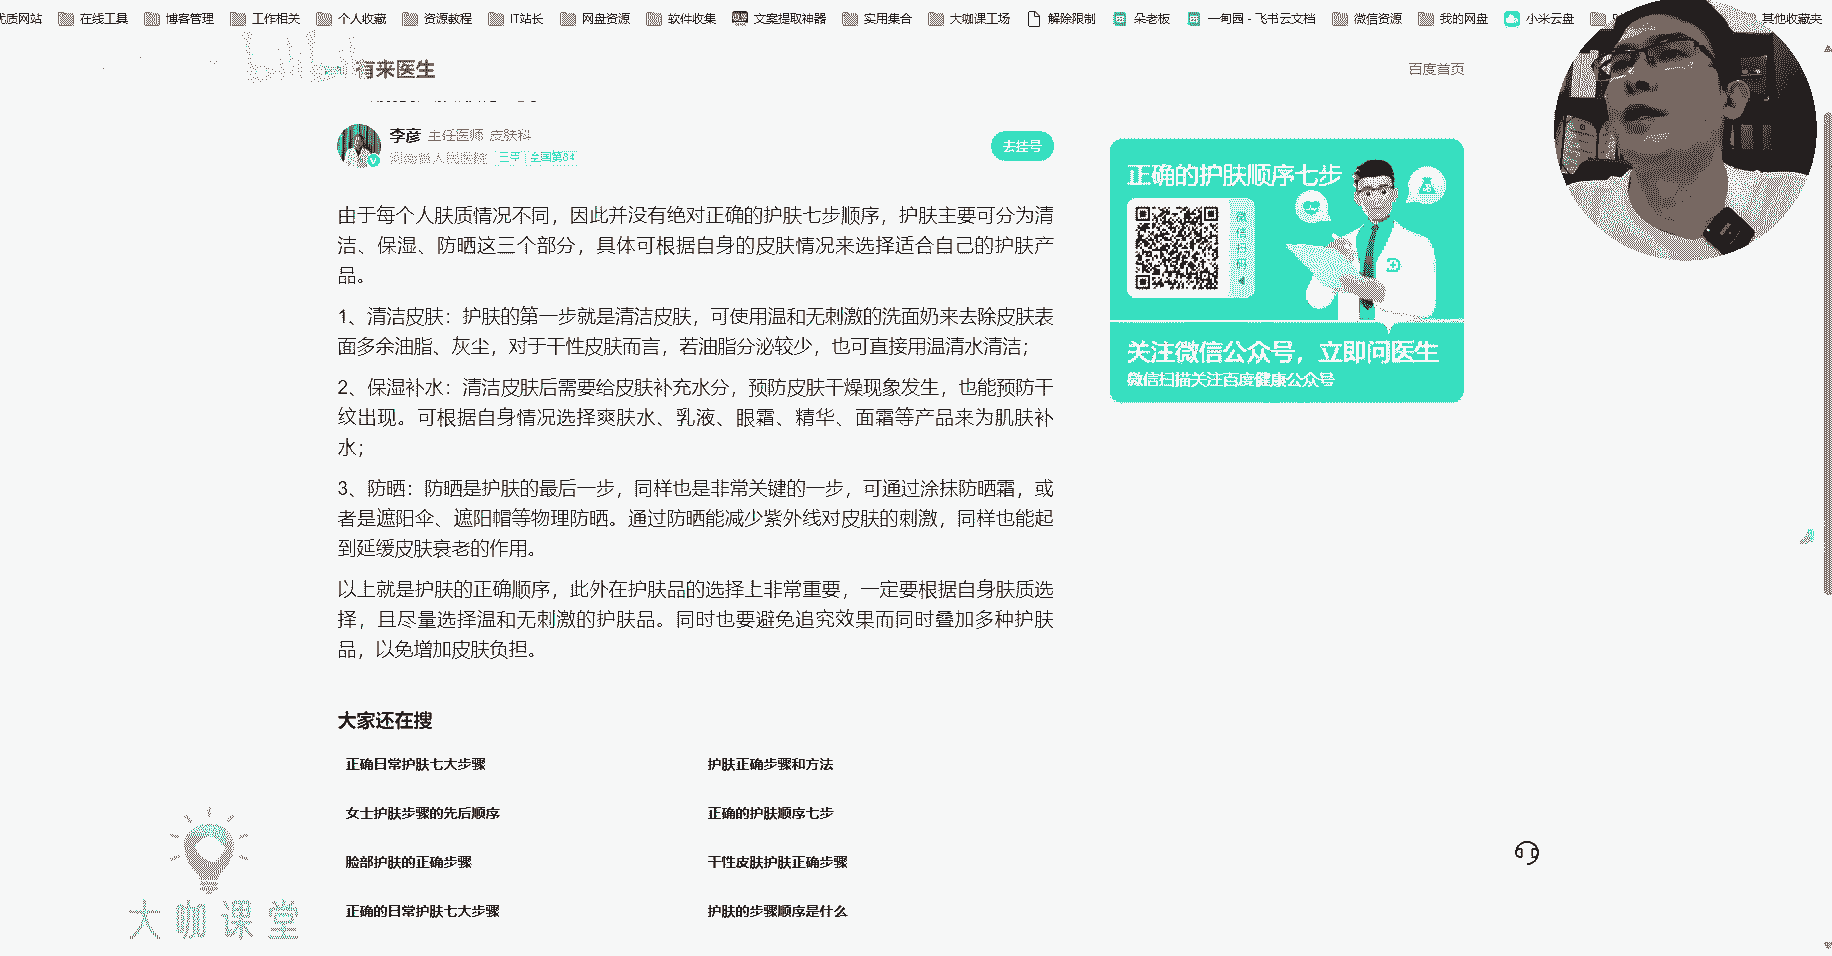 优质网站 在线工具 博客管理 工作相关 个人收藏 资源教程 IT站长 网盘资源 软件收集 文案提取神器 实用集合 大咖课工场 解除限制 朵老板 一甸园 - 飞书云文档 微信资源 我的网盘 小米云盘 其他收藏夹
bilibili
有来医生
百度首页
李彦 主任医师 皮肤科
河南省人民医院 三甲 全国第84
去挂号
由于每个人肤质情况不同，因此并没有绝对正确的护肤七步顺序，护肤主要可分为清
洁、保湿、防晒这三个部分，具体可根据自身的皮肤情况来选择适合自己的护肤产
品。
1、清洁皮肤：护肤的第一步就是清洁皮肤，可使用温和无刺激的洗面奶来去除皮肤表
面多余油脂、灰尘，对于干性皮肤而言，若油脂分泌较少，也可直接用温清水清洁；
2、保湿补水：清洁皮肤后需要给皮肤补充水分，预防皮肤干燥现象发生，也能预防干
纹出现。可根据自身情况选择爽肤水、乳液、眼霜、精华、面霜等产品来为肌肤补
水；
3、防晒：防晒是护肤的最后一步，同样也是非常关键的一步，可通过涂抹防晒霜，或
者是遮阳伞、遮阳帽等物理防晒。通过防晒能减少紫外线对皮肤的刺激，同样也能起
到延缓皮肤衰老的作用。
以上就是护肤的正确顺序，此外在护肤品的选择上非常重要，一定要根据自身肤质选
择，且尽量选择温和无刺激的护肤品。同时也要避免追究效果而同时叠加多种护肤
品，以免增加皮肤负担。
正确的护肤顺序七步
微信扫码
关注微信公众号，立即问医生
微信扫描关注百度健康公众号
大家还在搜
正确日常护肤七大步骤 护肤正确步骤和方法
女士护肤步骤的先后顺序 正确的护肤顺序七步
脸部护肤的正确步骤 干性皮肤护肤正确步骤
正确的日常护肤七大步骤 护肤的步骤顺序是什么
大咖课堂